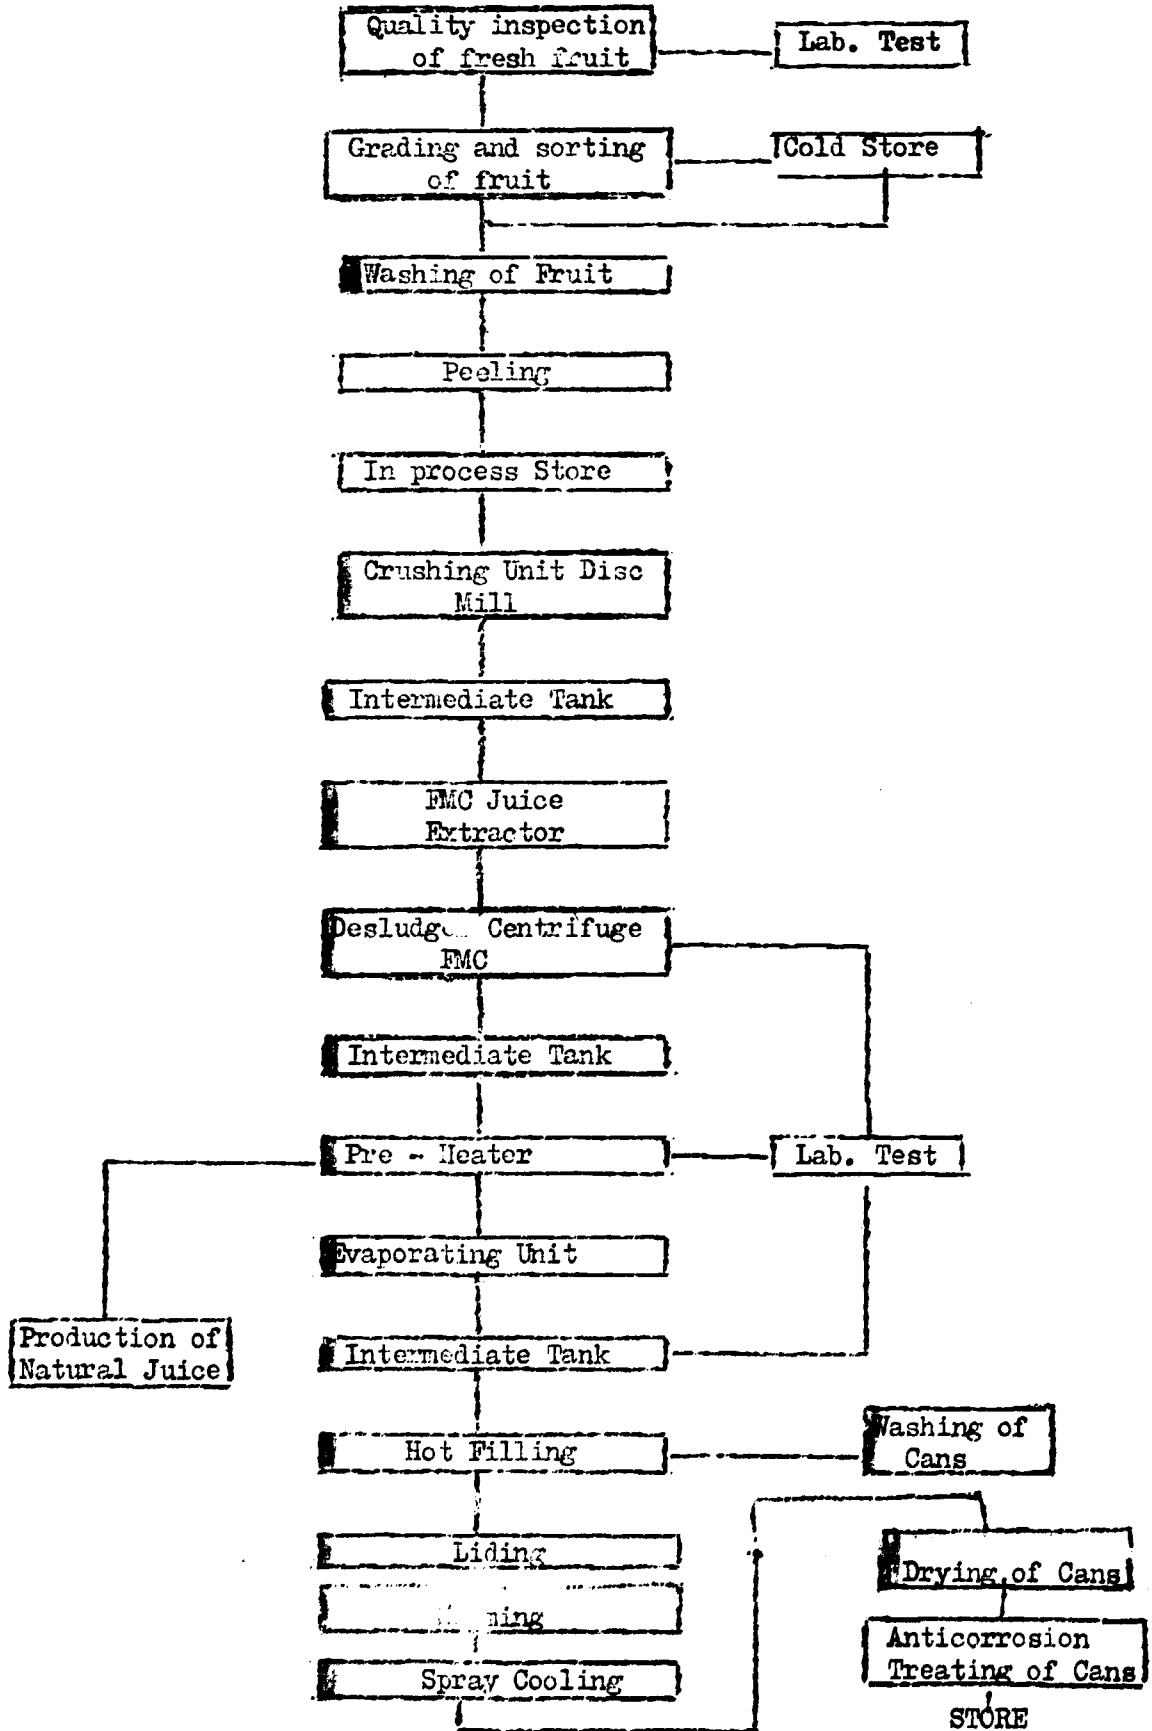 Quality inspection
of fresh fruit
Lab. Test
Grading and sorting
of fruit
Cold Store
Washing of Fruit
Peeling
In process Store
Crushing Unit Disc
Mill
Intermediate Tank
FMC Juice
Extractor
Centrifuge
FMC
Intermediate Tank
Pre - Heater
Lab. Test
Evaporating Unit
Production of
Natural Juice
Intermediate Tank
Hot Filling
Washing of
Cans
Liding
Drying of Cans
Anticorrosion
Treating of Cans
Spray Cooling
STORE